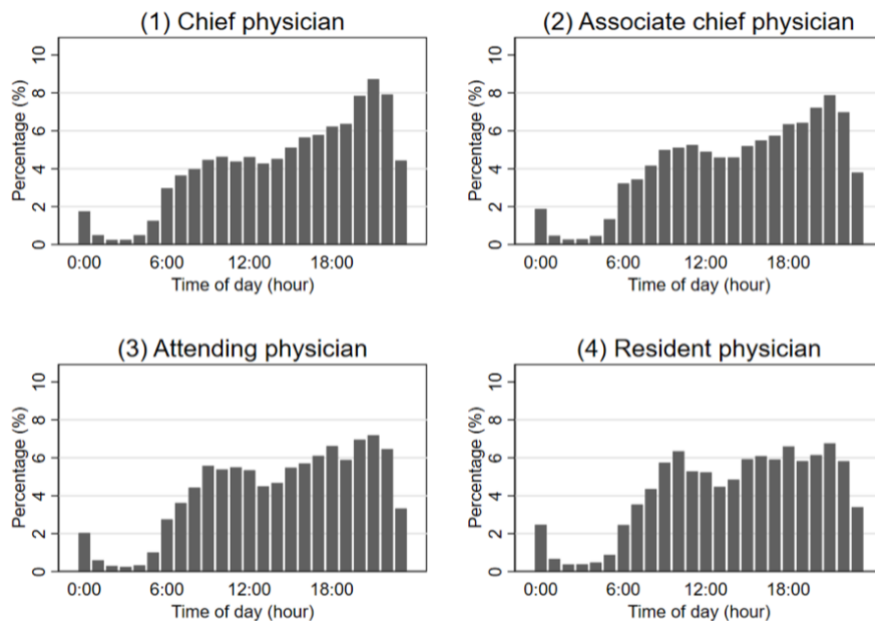 (1) Chief physician
Percentage (%)
10
8
6
4
2
0
0:00 6:00 12:00 18:00
Time of day (hour)
(2) Associate chief physician
Percentage (%)
10
8
6
4
2
0
0:00 6:00 12:00 18:00
Time of day (hour)
(3) Attending physician
Percentage (%)
10
8
6
4
2
0
0:00 6:00 12:00 18:00
Time of day (hour)
(4) Resident physician
Percentage (%)
10
8
6
4
2
0
0:00 6:00 12:00 18:00
Time of day (hour)